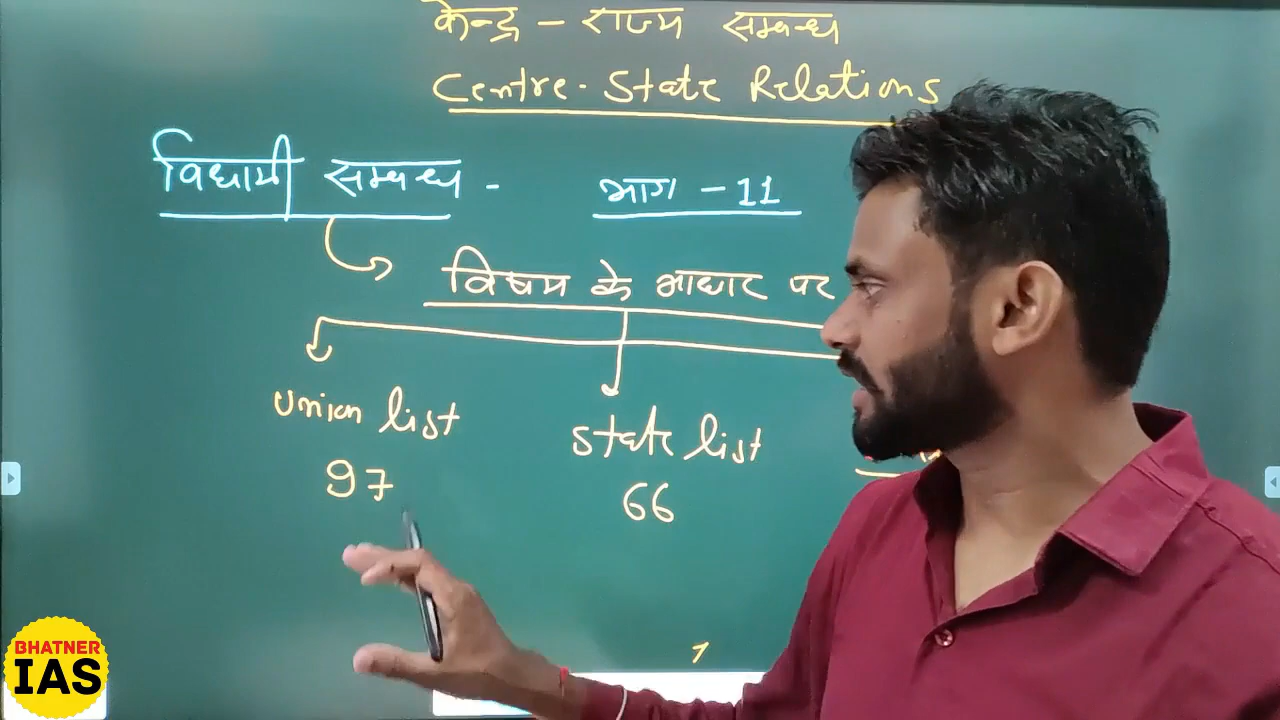 केन्द्र - राज्य सम्बन्ध
Centre-State Relations
विधायी सम्बन्ध - भाग - 11
विषय के आधार पर
Union list
state list
97
66
BHATNER
IAS